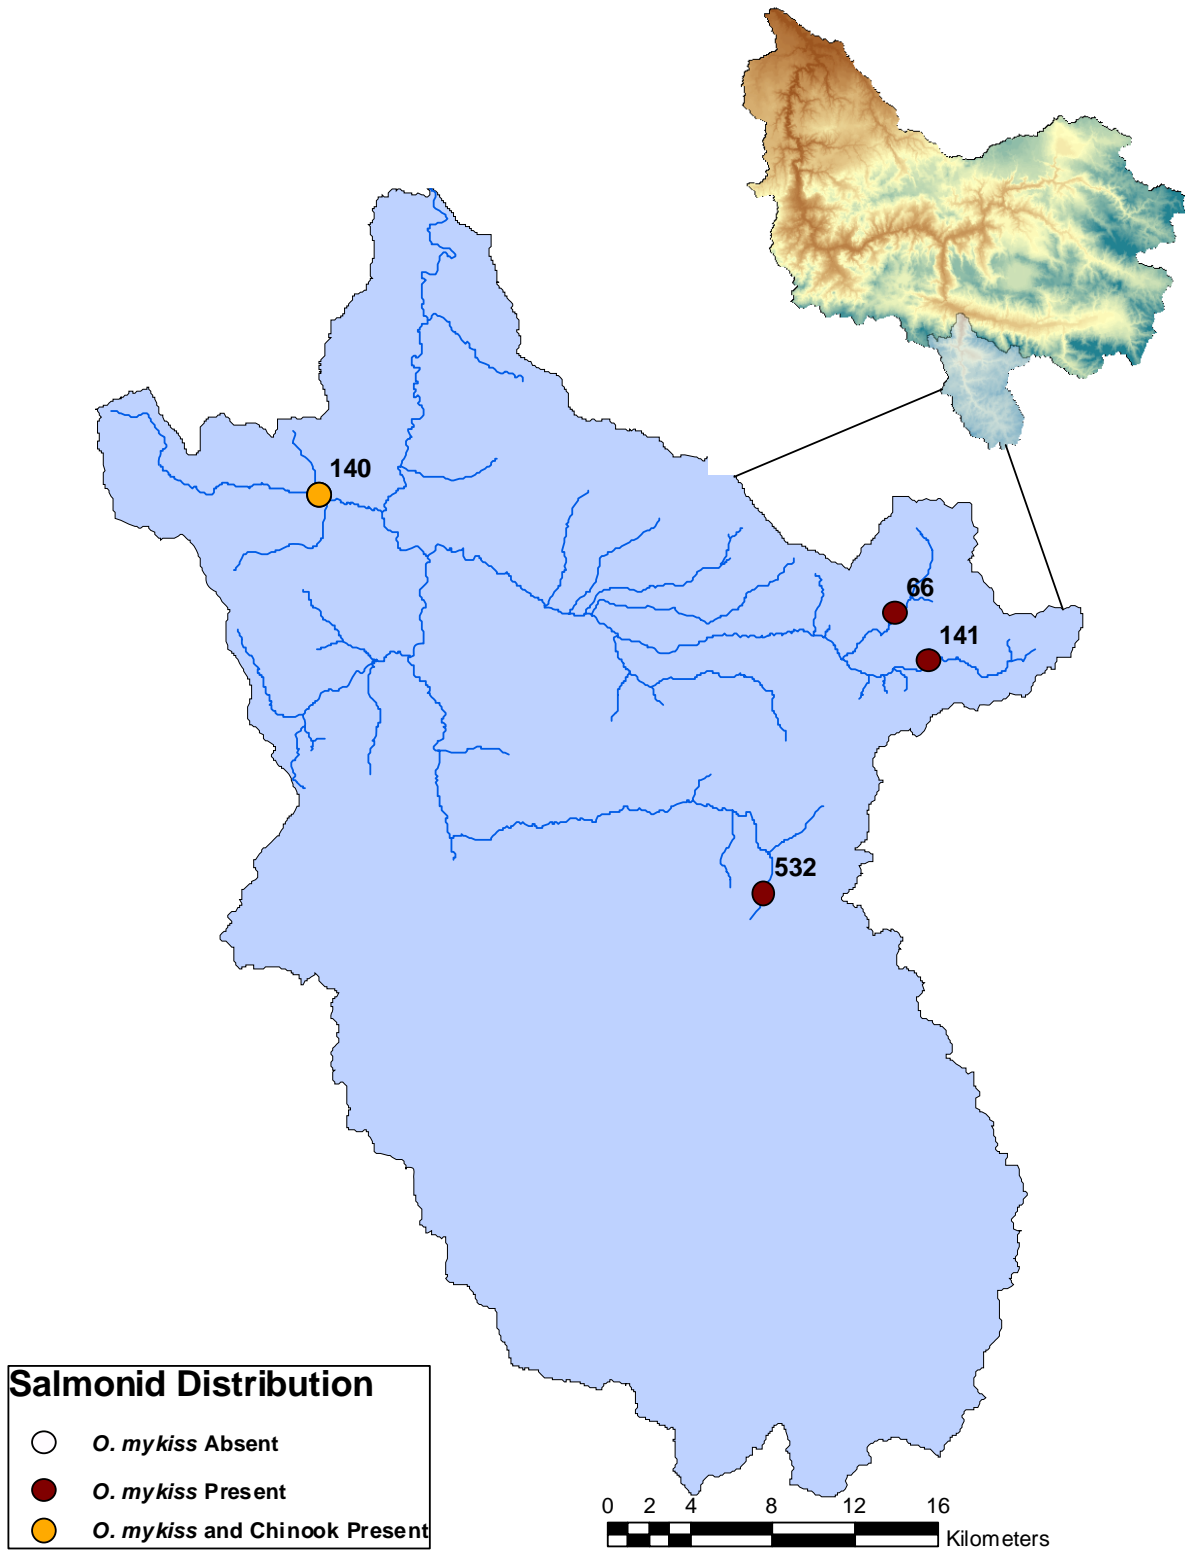 140
66
141
532
Salmonid Distribution
O. mykiss Absent
O. mykiss Present
O. mykiss and Chinook Present
0 2 4 8 12 16
Kilometers